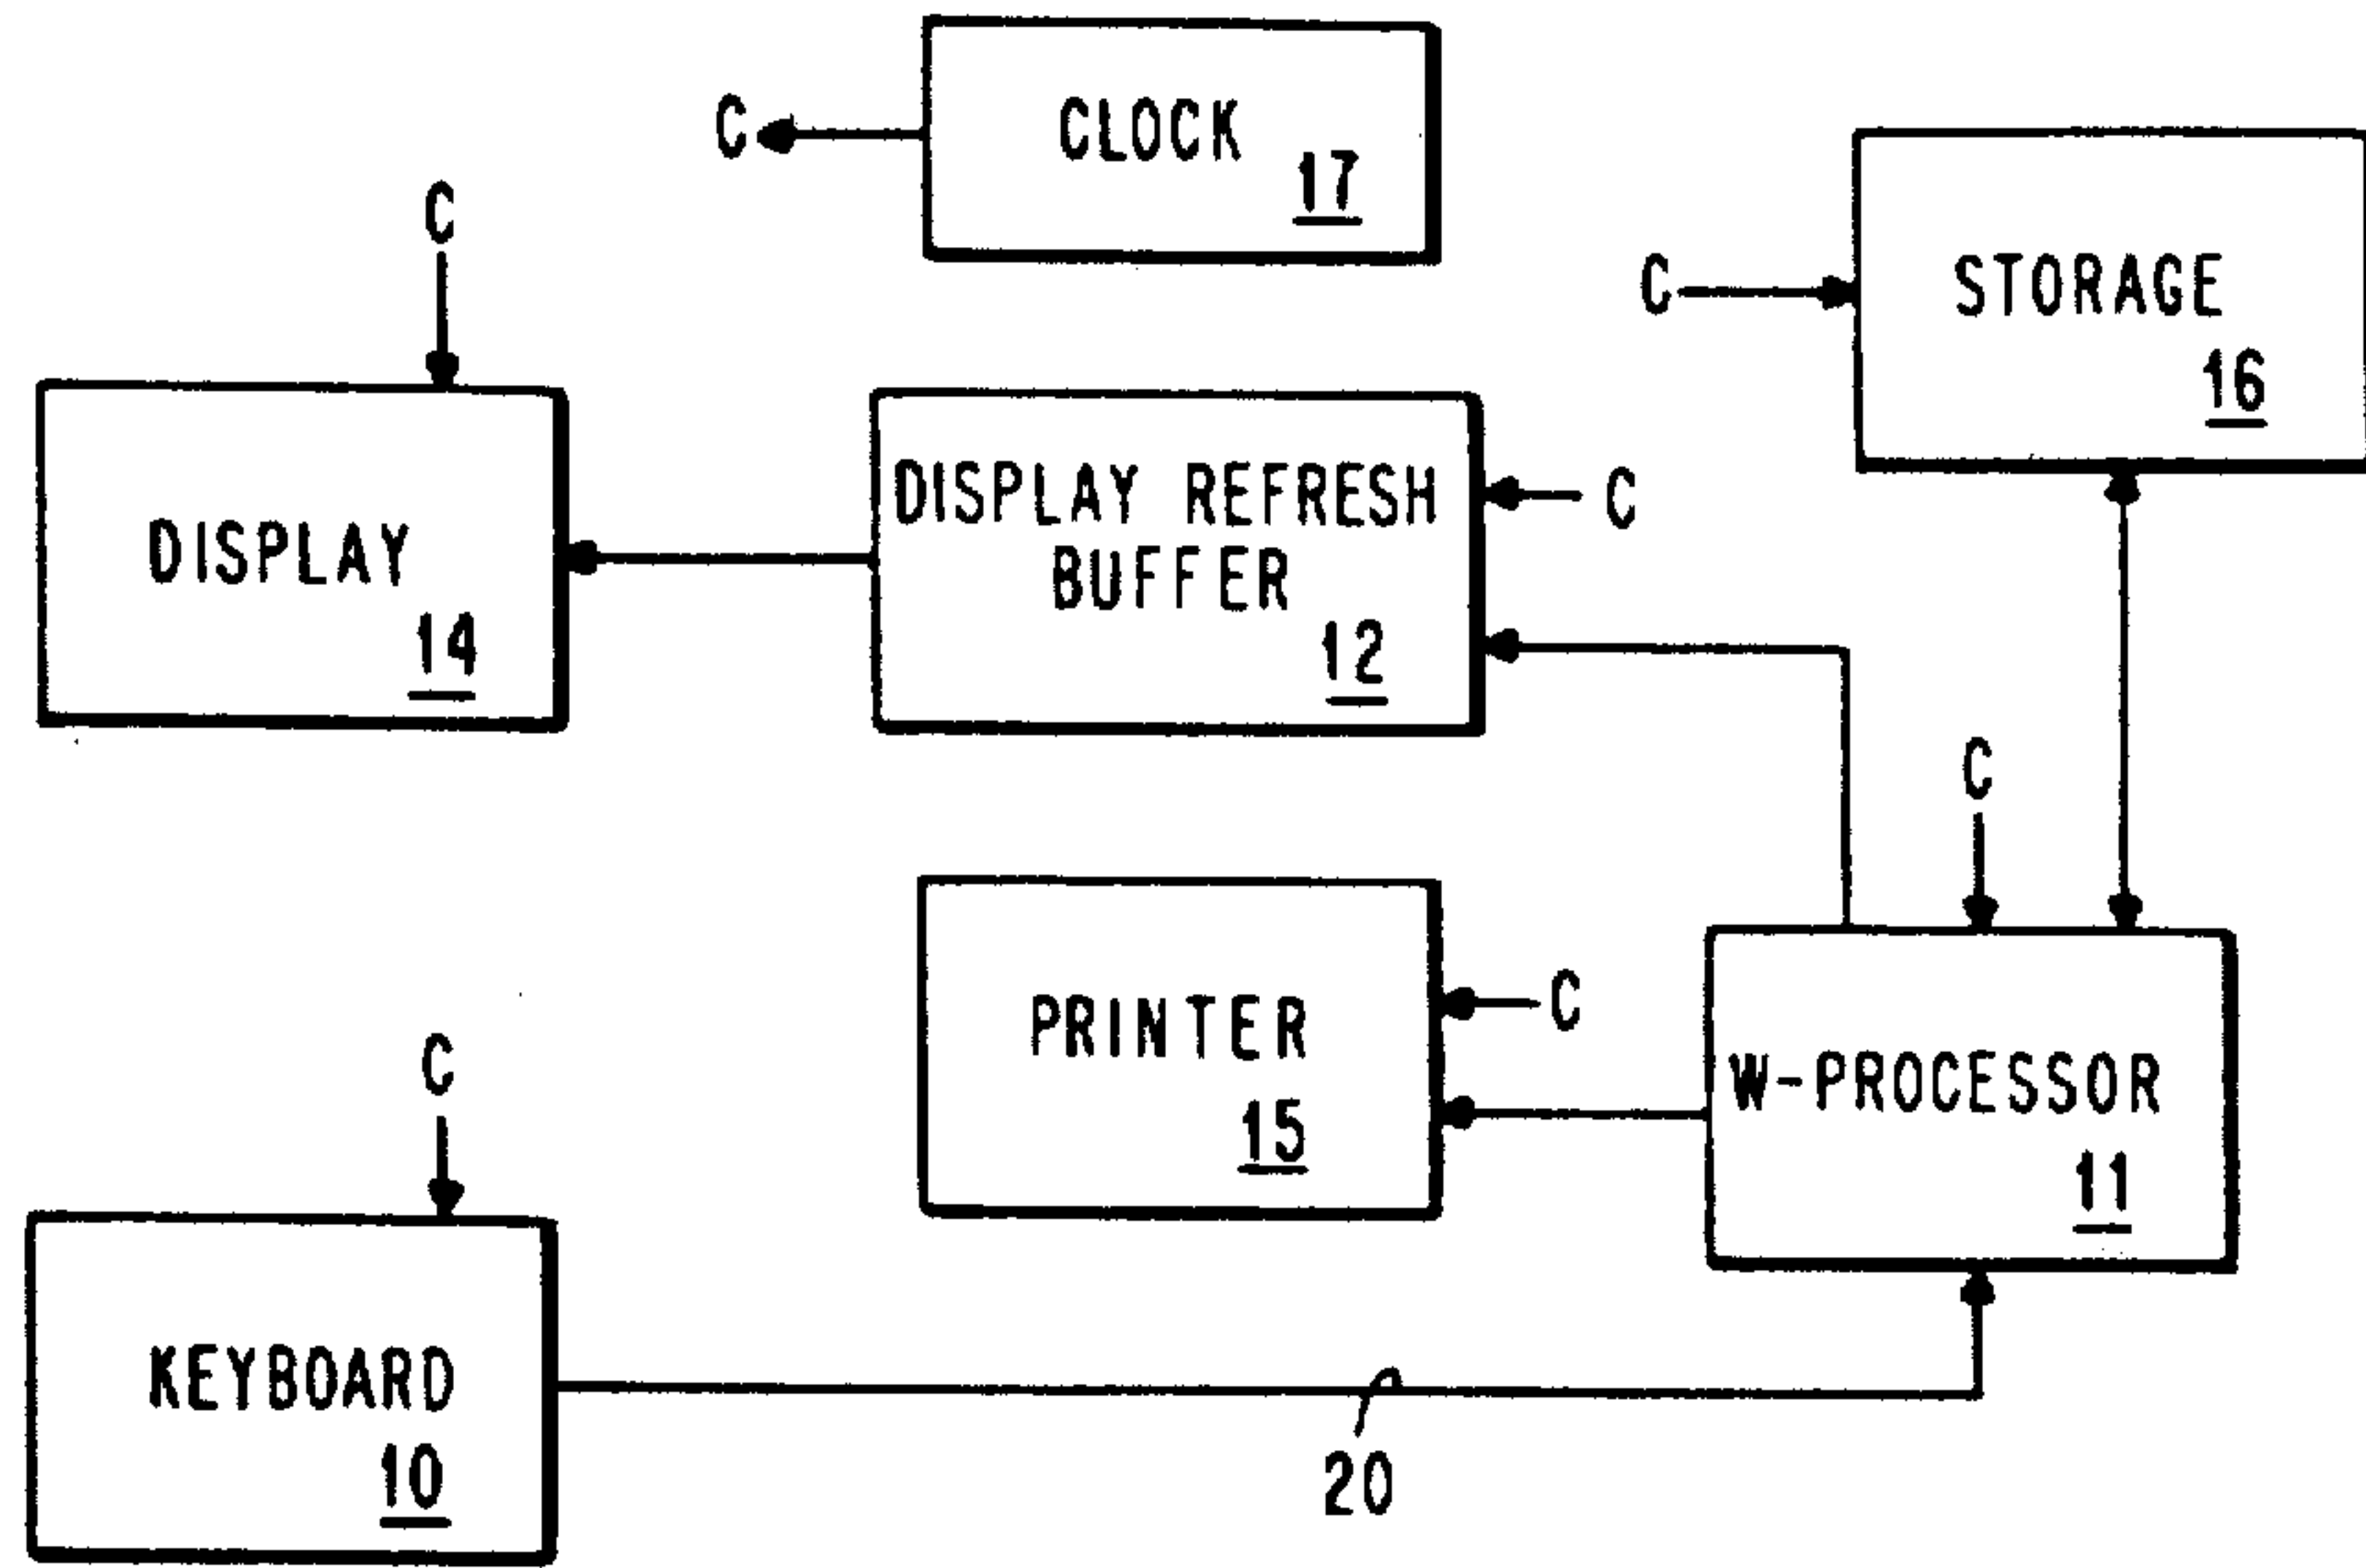 C
CLOCK
17
C
C
STORAGE
16
DISPLAY
14
DISPLAY REFRESH
BUFFER
12
C
C
PRINTER
15
C
W-PROCESSOR
11
C
KEYBOARD
10
20